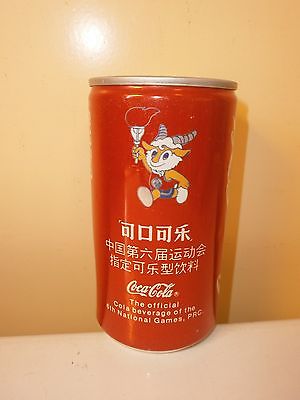 可口可乐
中国第六届运动会
指定可乐型饮料
Coca-Cola ®
The official
Cola beverage of the
6th National Games, PRC.